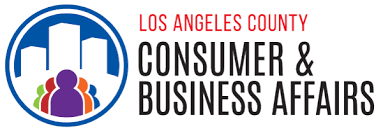 LOS ANGELES COUNTY
CONSUMER &
BUSINESS AFFAIRS